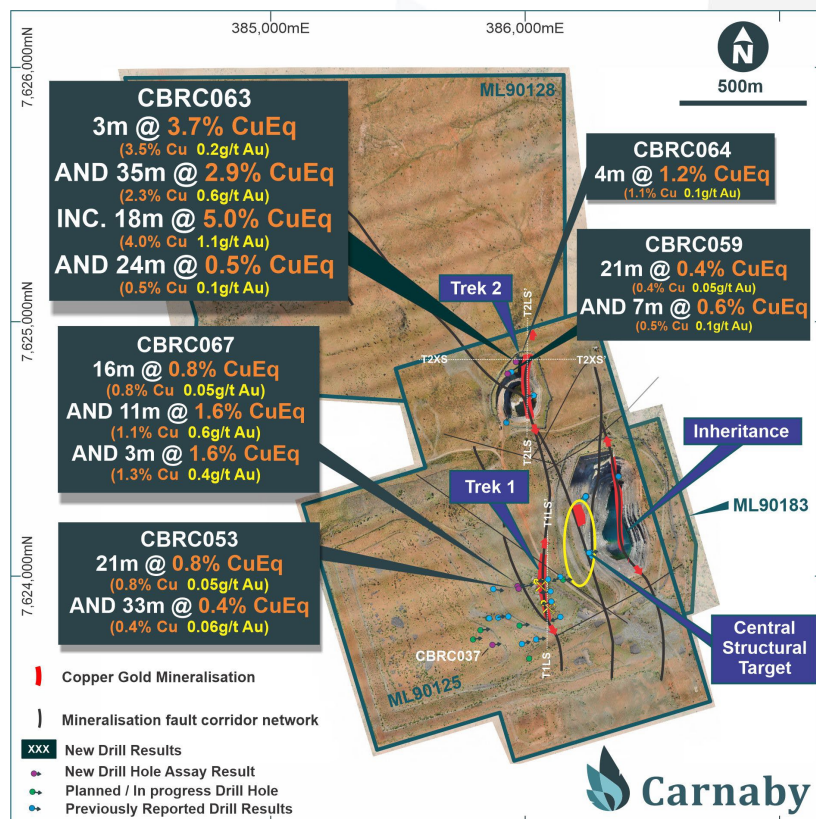 385,000mE
386,000mE
7,626,000mN
7,625,000mN
7,624,000mN
N
500m
ML90128
CBRC063
3m @ 3.7% CuEq
(3.5% Cu 0.2g/t Au)
AND 35m @ 2.9% CuEq
(2.3% Cu 0.6g/t Au)
INC. 18m @ 5.0% CuEq
(4.0% Cu 1.1g/t Au)
AND 24m @ 0.5% CuEq
(0.5% Cu 0.1g/t Au)
CBRC064
4m @ 1.2% CuEq
(1.1% Cu 0.1g/t Au)
CBRC059
21m @ 0.4% CuEq
(0.4% Cu 0.05g/t Au)
AND 7m @ 0.6% CuEq
(0.5% Cu 0.1g/t Au)
Trek 2
T2LS'
T2XS
T2XS'
T2LS
CBRC067
16m @ 0.8% CuEq
(0.8% Cu 0.05g/t Au)
AND 11m @ 1.6% CuEq
(1.1% Cu 0.6g/t Au)
AND 3m @ 1.6% CuEq
(1.3% Cu 0.4g/t Au)
Inheritance
Trek 1
T1LS'
ML90183
CBRC053
21m @ 0.8% CuEq
(0.8% Cu 0.05g/t Au)
AND 33m @ 0.4% CuEq
(0.4% Cu 0.06g/t Au)
Central
Structural
Target
CBRC037
T1LS
ML90125
Copper Gold Mineralisation
Mineralisation fault corridor network
XXX New Drill Results
New Drill Hole Assay Result
Planned / In progress Drill Hole
Previously Reported Drill Results
Carnaby